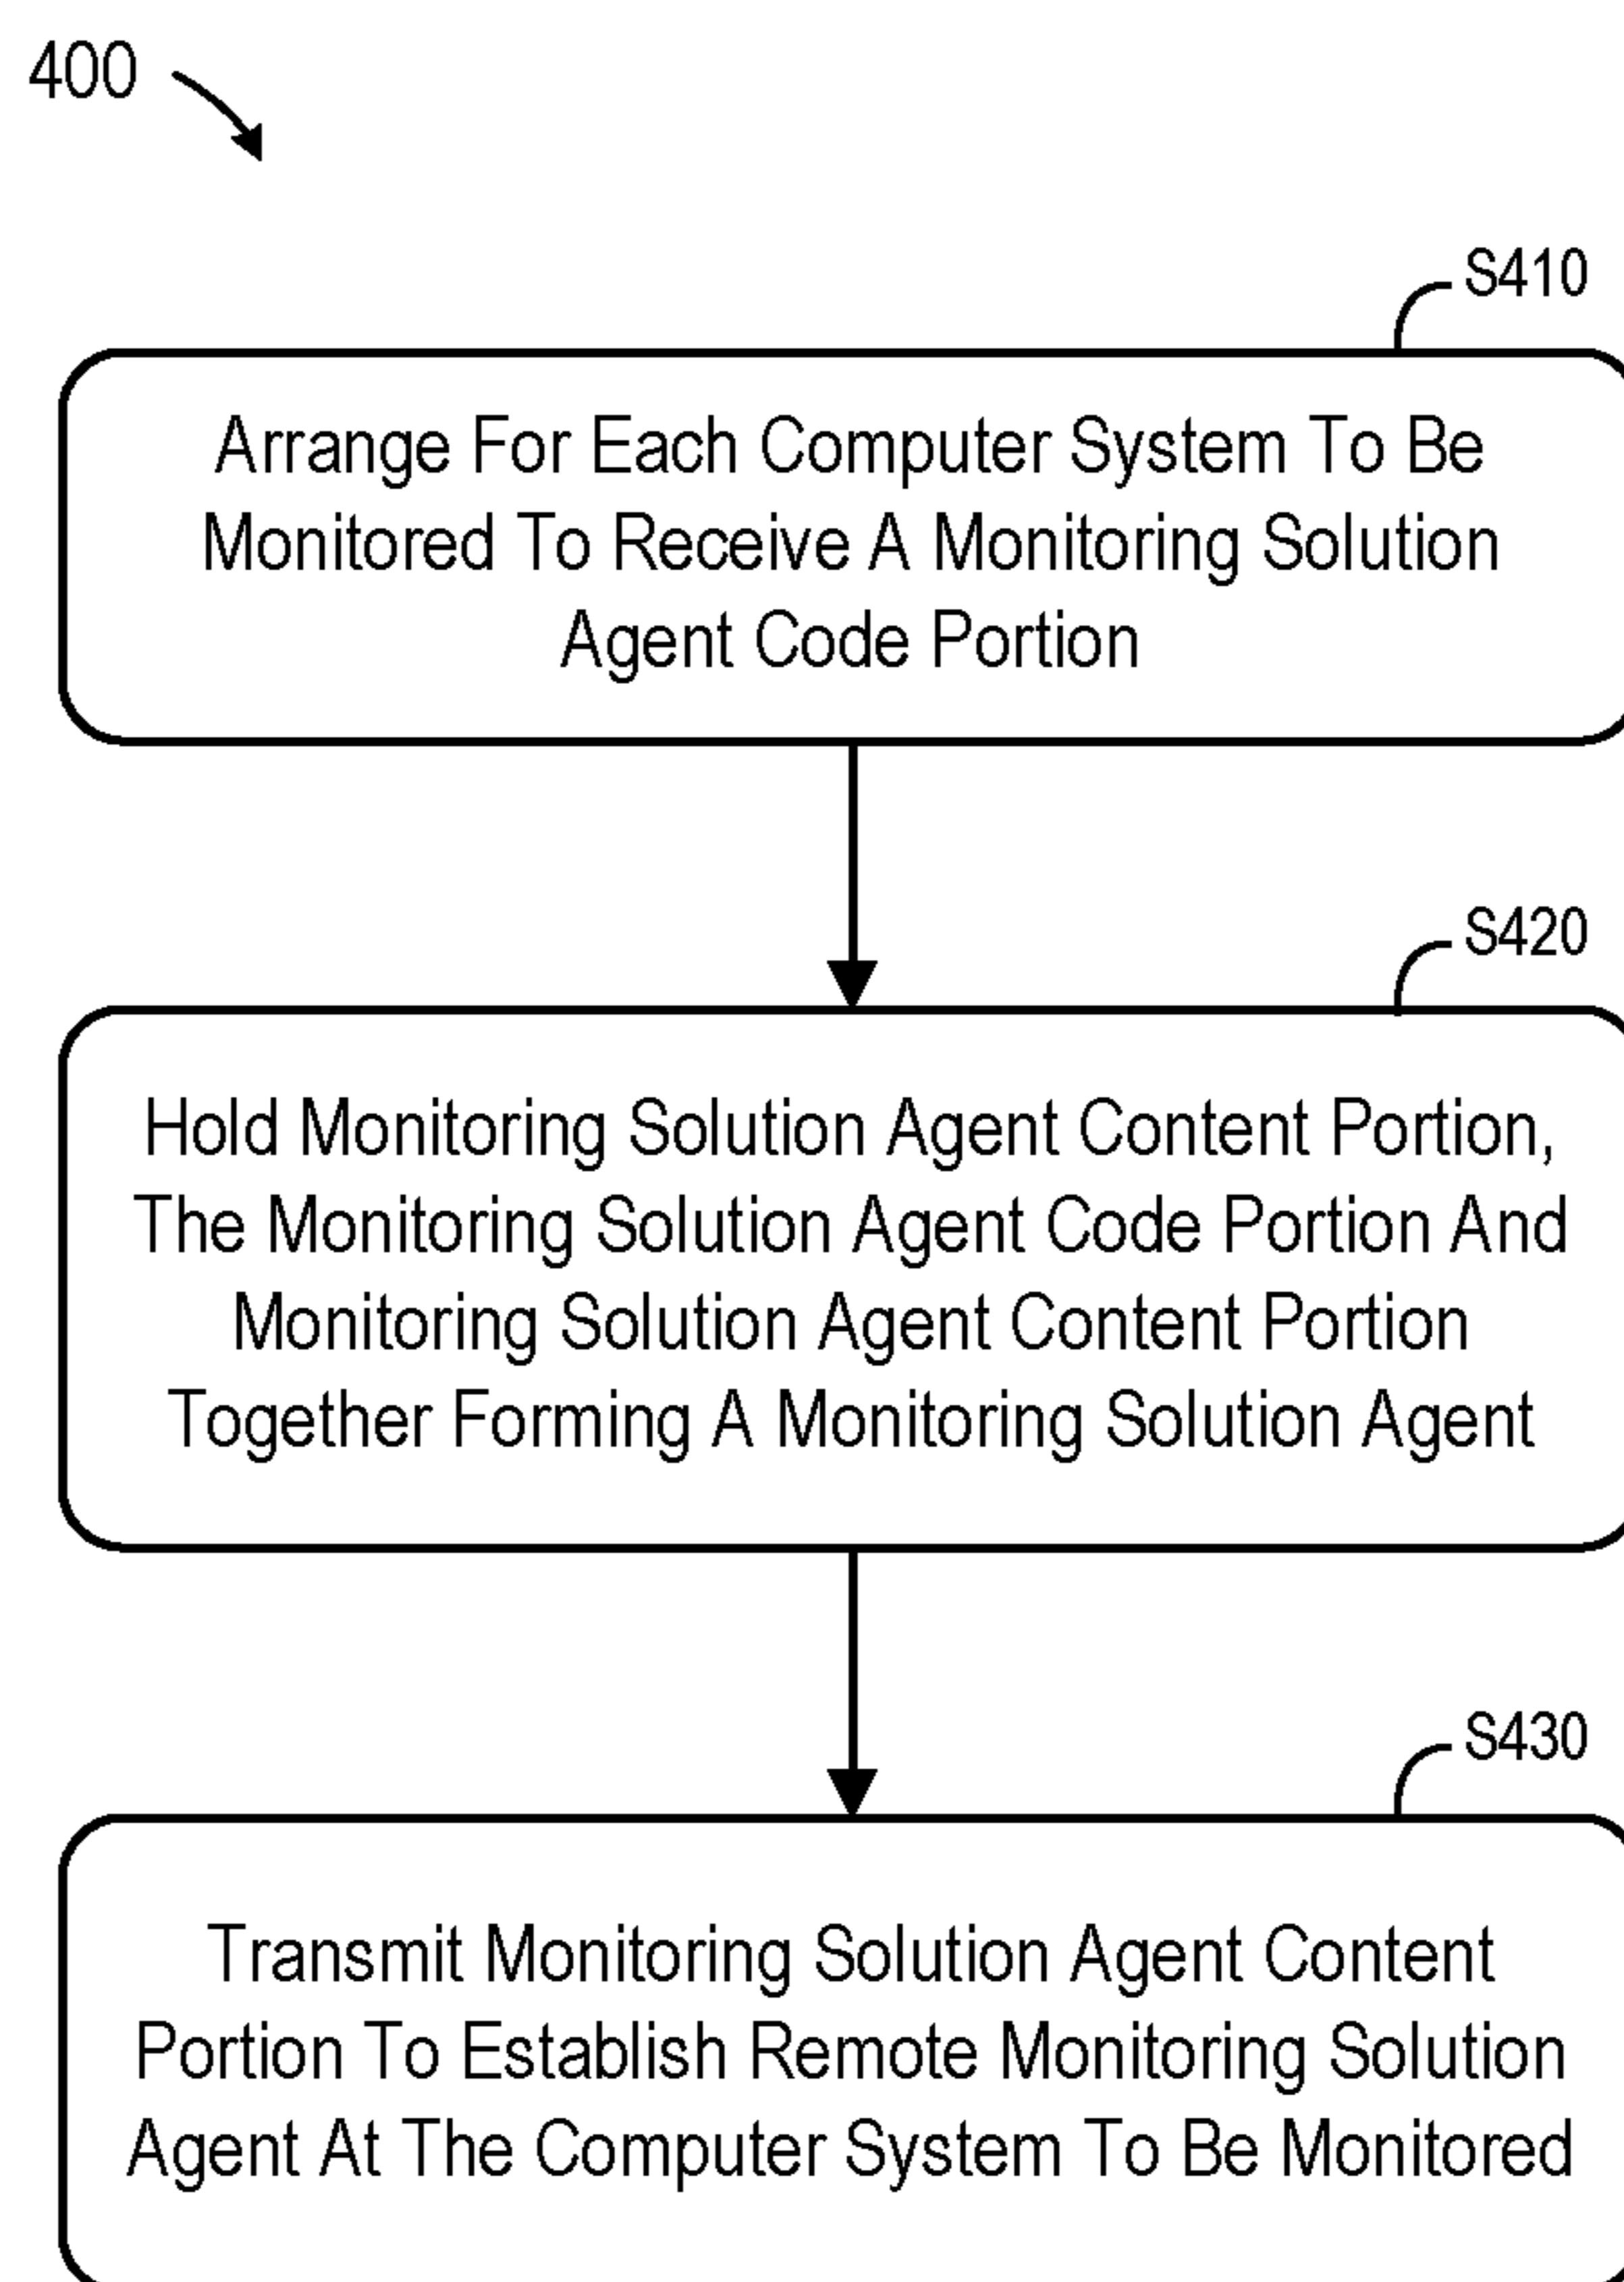 400
S410
Arrange For Each Computer System To Be
Monitored To Receive A Monitoring Solution
Agent Code Portion
S420
Hold Monitoring Solution Agent Content Portion,
The Monitoring Solution Agent Code Portion And
Monitoring Solution Agent Content Portion
Together Forming A Monitoring Solution Agent
S430
Transmit Monitoring Solution Agent Content
Portion To Establish Remote Monitoring Solution
Agent At The Computer System To Be Monitored